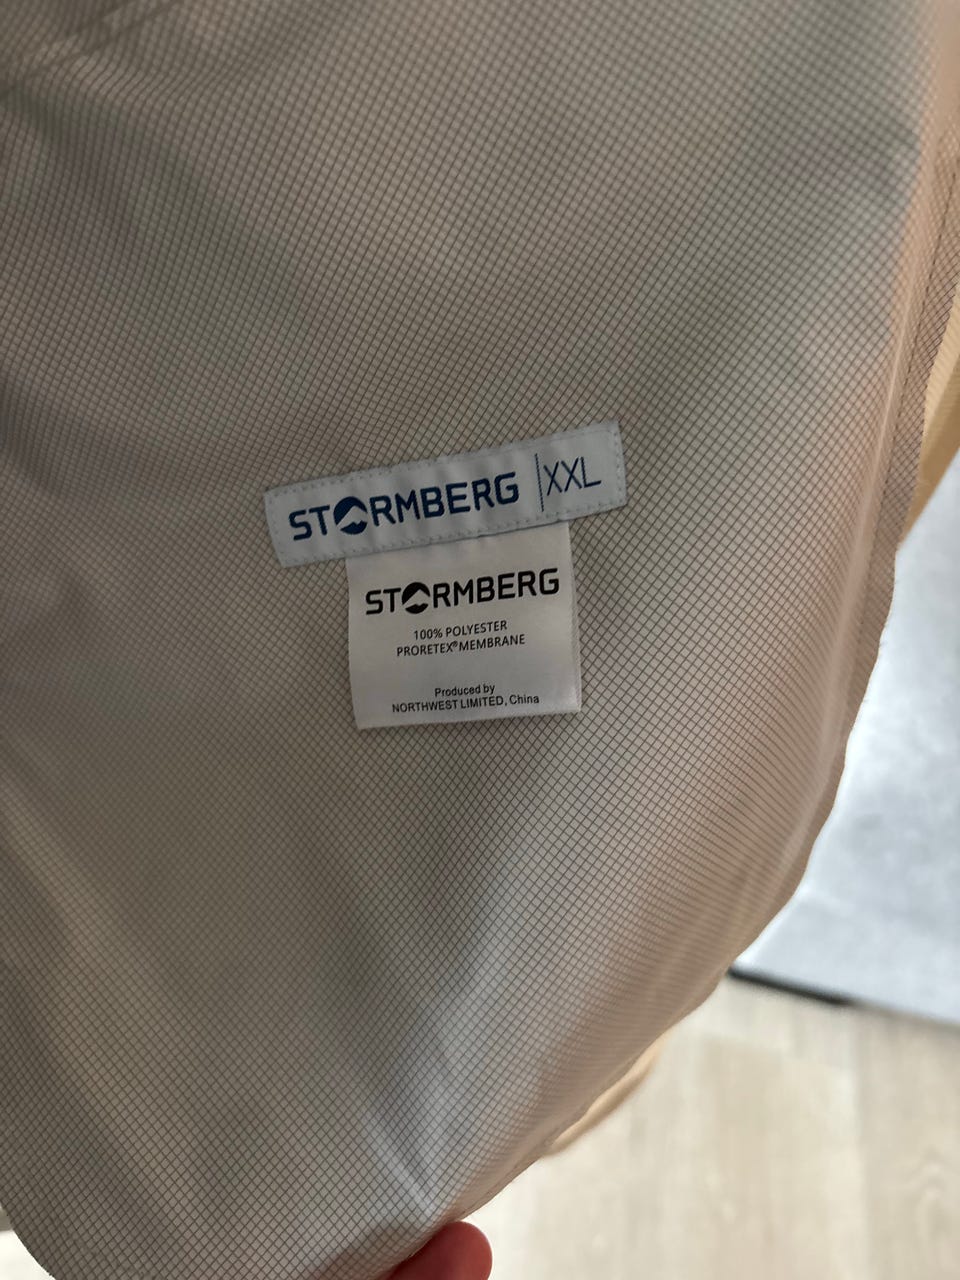 STORMBERG | XXL
STORMBERG
100% POLYESTER
PRORETEX® MEMBRANE
Produced by
NORTHWEST LIMITED, China